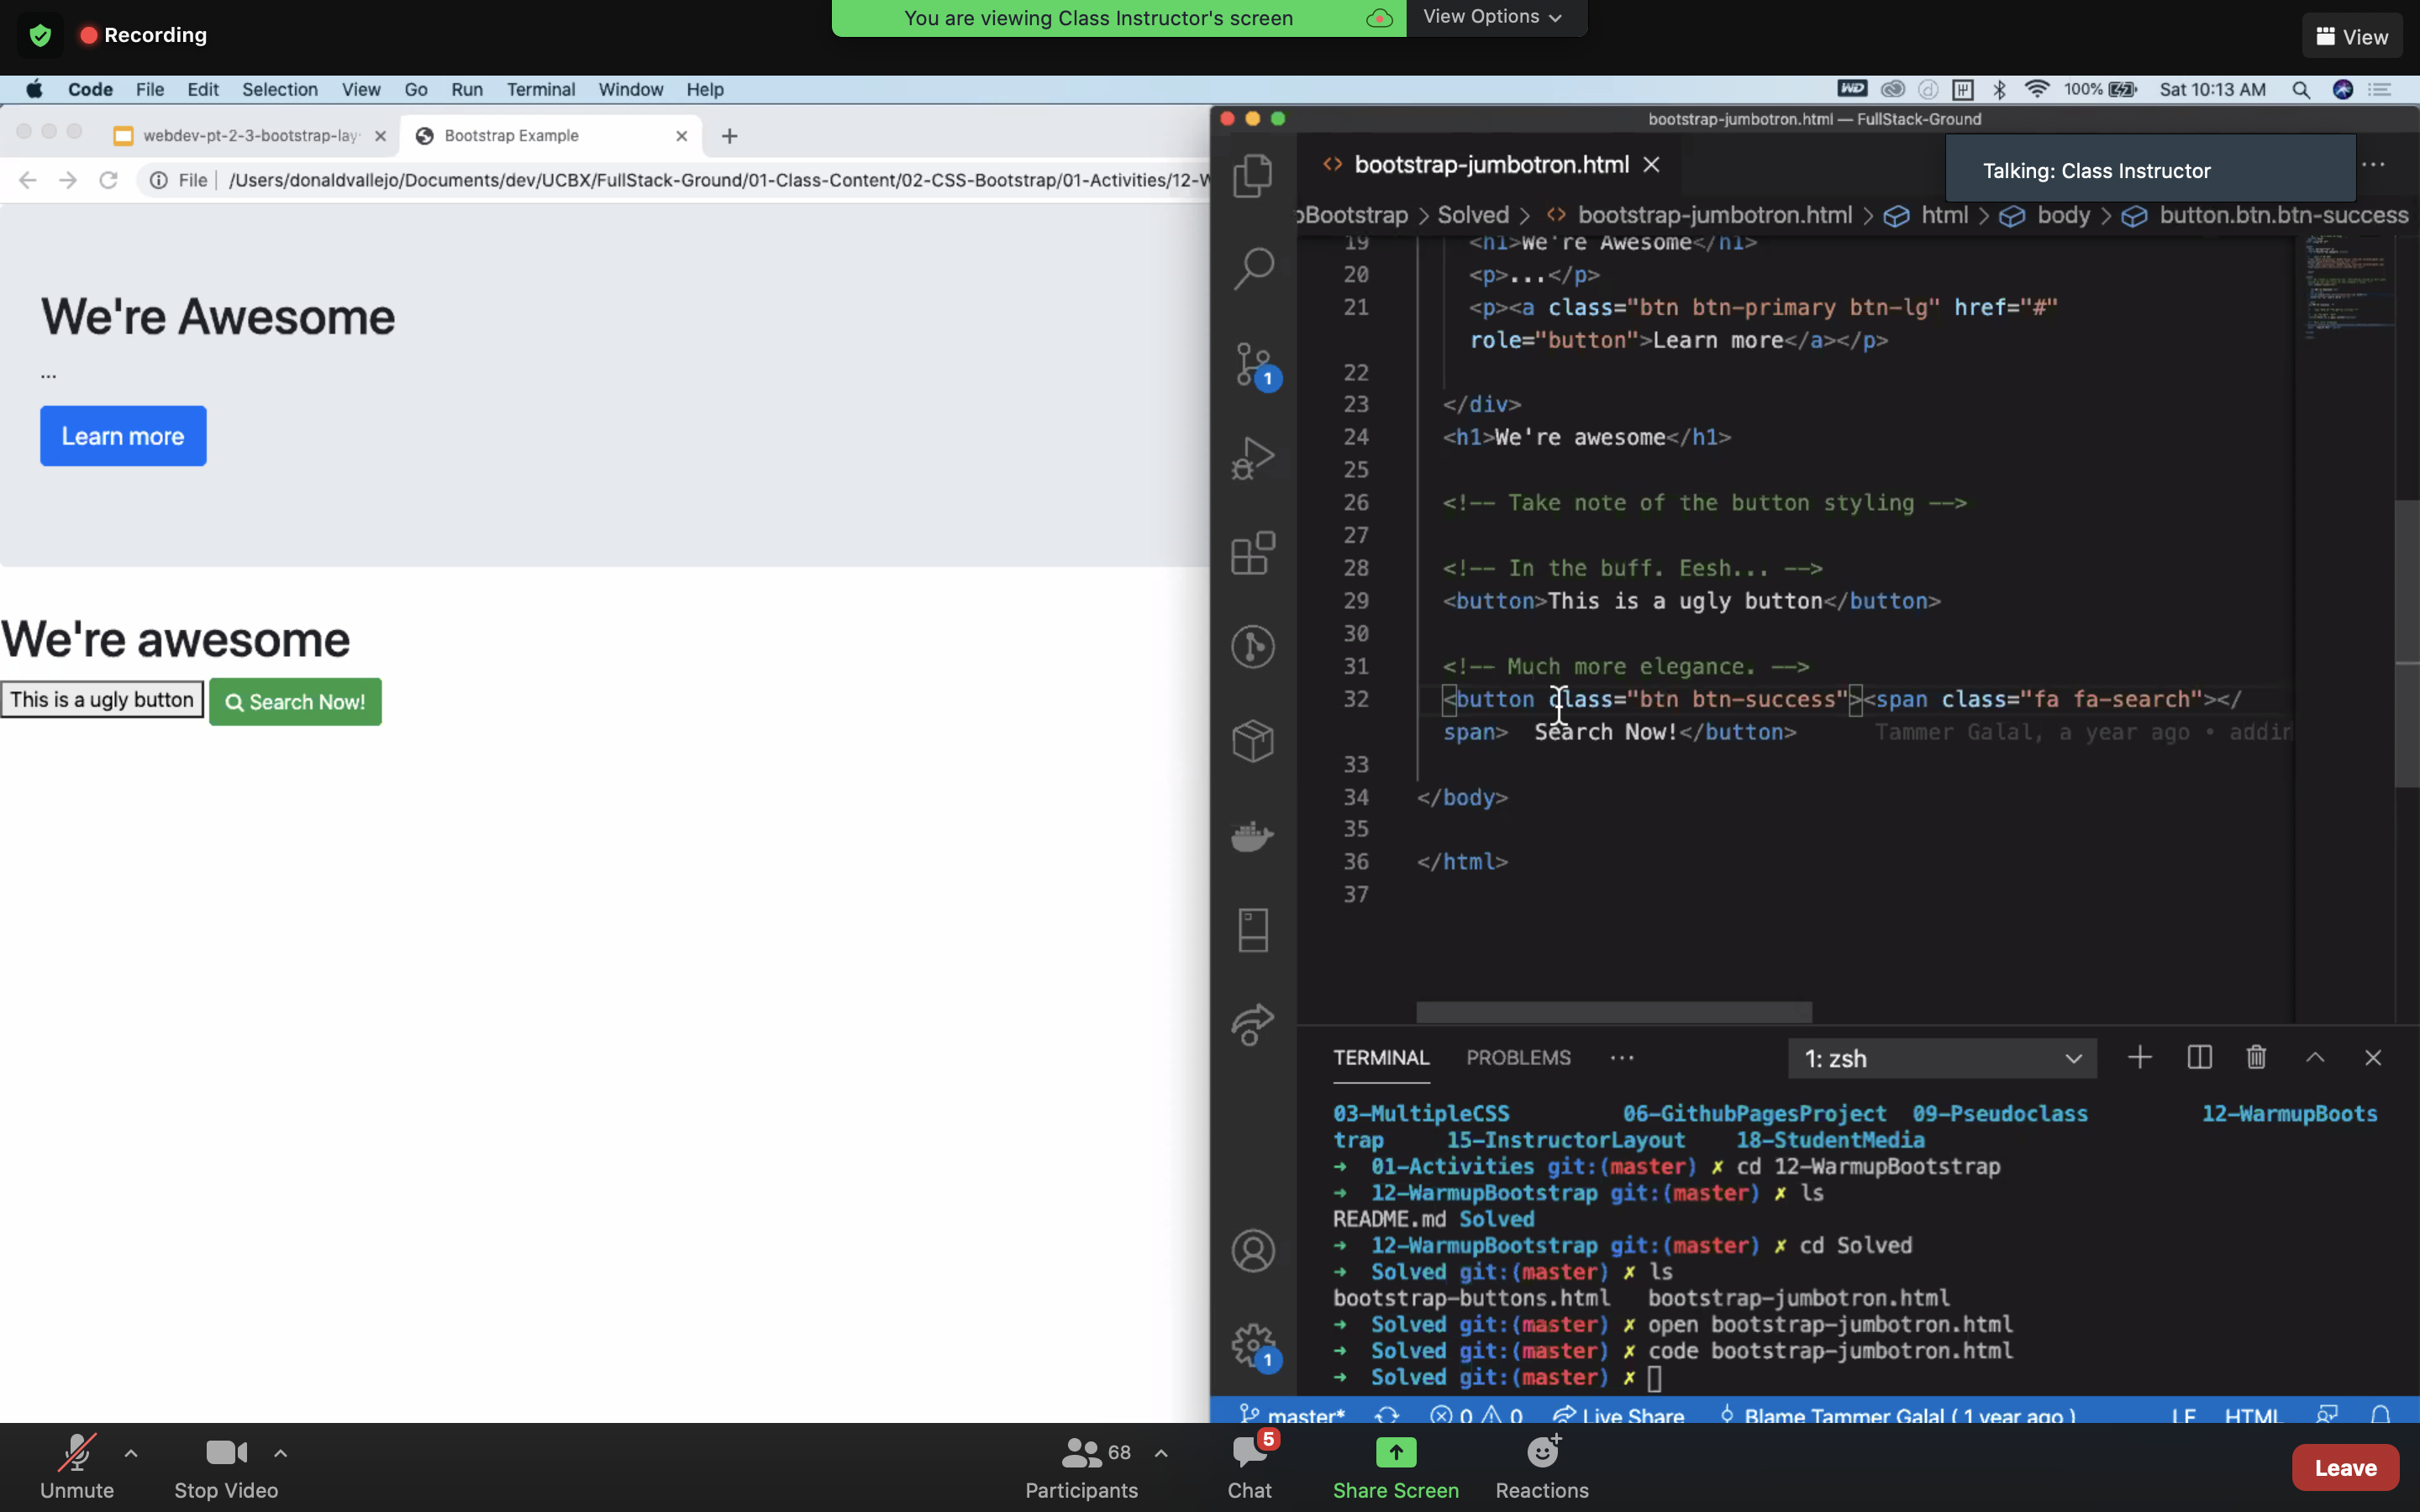 Recording
You are viewing Class Instructor's screen
View Options
View
Code File Edit Selection View Go Run Terminal Window Help
100% Sat 10:13 AM
webdev-pt-2-3-bootstrap-lay
Bootstrap Example
File /Users/donaldvallejo/Documents/dev/UCBX/FullStack-Ground/01-Class-Content/02-CSS-Bootstrap/01-Activities/12-W
We're Awesome
...
Learn more
We're awesome
This is a ugly button
Search Now!
bootstrap-jumbotron.html — FullStack-Ground
bootstrap-jumbotron.html
Talking: Class Instructor
pBootstrap > Solved > bootstrap-jumbotron.html > html > body > button.btn.btn-success
19 <h1>We're Awesome</h1>
20 <p>...</p>
21 <p><a class="btn btn-primary btn-lg" href="#"
role="button">Learn more</a></p>
22
23 </div>
24 <h1>We're awesome</h1>
25
26 <!-- Take note of the button styling -->
27
28 <!-- In the buff. Eesh... -->
29 <button>This is a ugly button</button>
30
31 <!-- Much more elegance. -->
32 <button class="btn btn-success"><span class="fa fa-search"></
span> Search Now!</button> Tammer Galal, a year ago • addin
33
34 </body>
35
36 </html>
37
1
1
TERMINAL PROBLEMS ··· 1: zsh
03-MultipleCSS 06-GithubPagesProject 09-Pseudoclass 12-WarmupBoots
trap 15-InstructorLayout 18-StudentMedia
→ 01-Activities git:(master) ✗ cd 12-WarmupBootstrap
→ 12-WarmupBootstrap git:(master) ✗ ls
README.md Solved
→ 12-WarmupBootstrap git:(master) ✗ cd Solved
→ Solved git:(master) ✗ ls
bootstrap-buttons.html bootstrap-jumbotron.html
→ Solved git:(master) ✗ open bootstrap-jumbotron.html
→ Solved git:(master) ✗ code bootstrap-jumbotron.html
→ Solved git:(master) ✗
master* 0 0 Live Share Blame Tammer Galal ( 1 year ago ) LF HTML
Unmute
Stop Video
68
Participants
5
Chat
Share Screen
Reactions
Leave